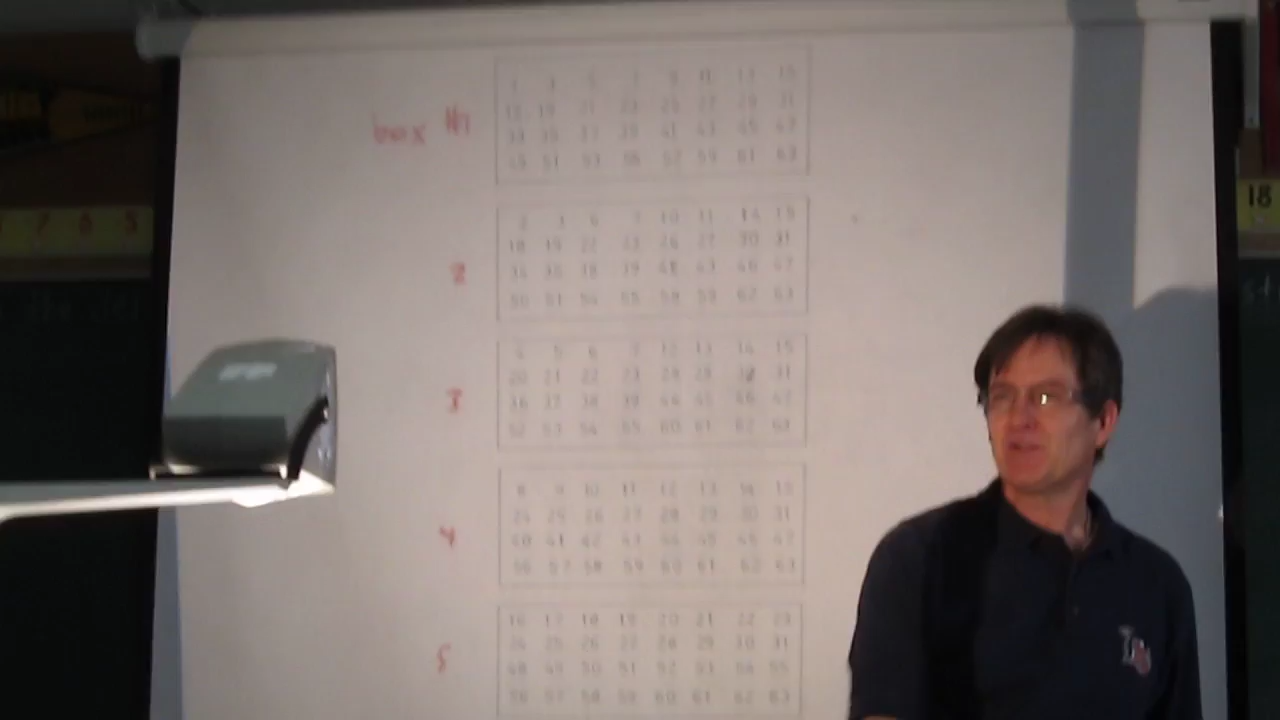 box #1
1 3 5 7 9 11 13 15
17 19 21 23 25 27 29 31
33 35 37 39 41 43 45 47
49 51 53 55 57 59 61 63
2
2 3 6 7 10 11 14 15
18 19 22 23 26 27 30 31
34 35 38 39 42 43 46 47
50 51 54 55 58 59 62 63
7 6 5
18
3
4 5 6 7 12 13 14 15
20 21 22 23 28 29 30 31
36 37 38 39 44 45 46 47
52 53 54 55 60 61 62 63
4
8 9 10 11 12 13 14 15
24 25 26 27 28 29 30 31
40 41 42 43 44 45 46 47
56 57 58 59 60 61 62 63
5
16 17 18 19 20 21 22 23
24 25 26 27 28 29 30 31
48 49 50 51 52 53 54 55
56 57 58 59 60 61 62 63